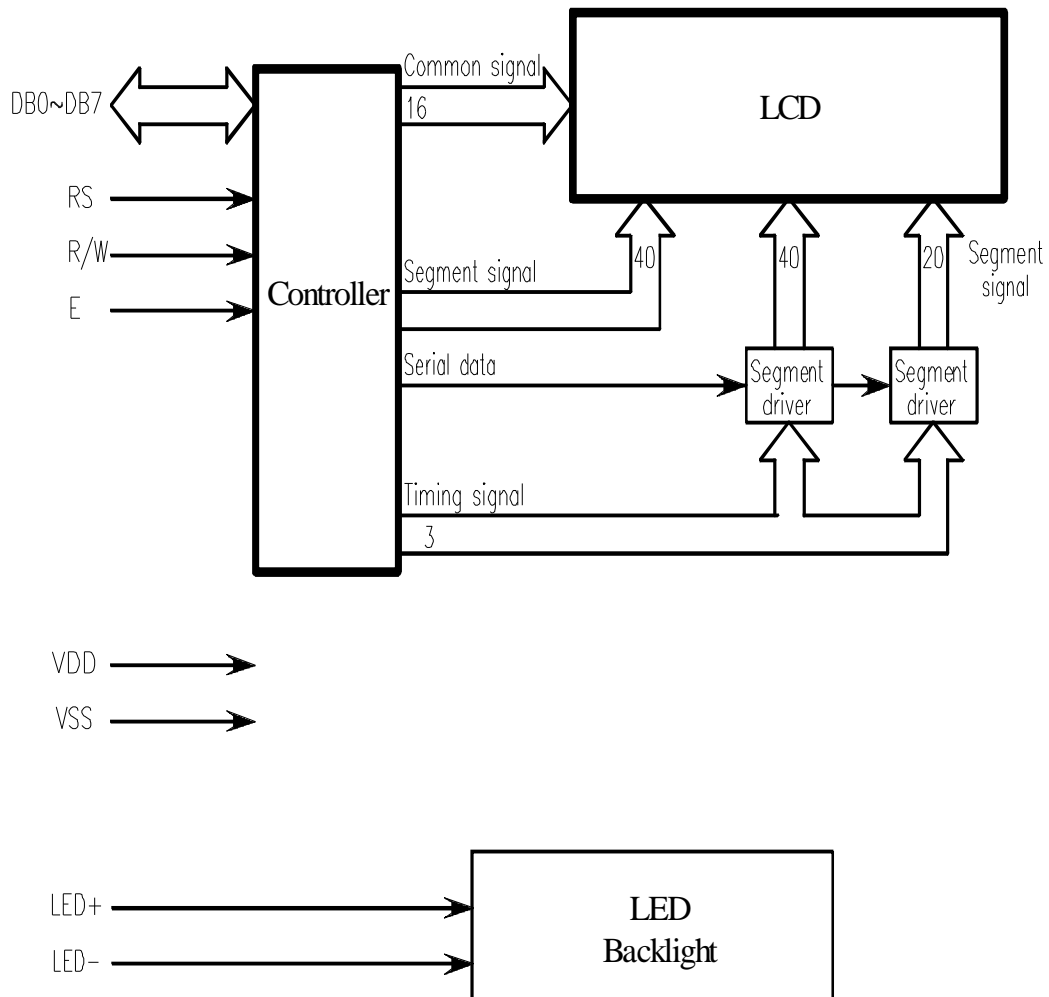 Common signal
16
LCD
DB0~DB7
RS
R/W
E
Controller
Segment signal
40
40
20
Segment
signal
Serial data
Segment
driver
Segment
driver
Timing signal
3
VDD
VSS
LED+
LED-
LED
Backlight